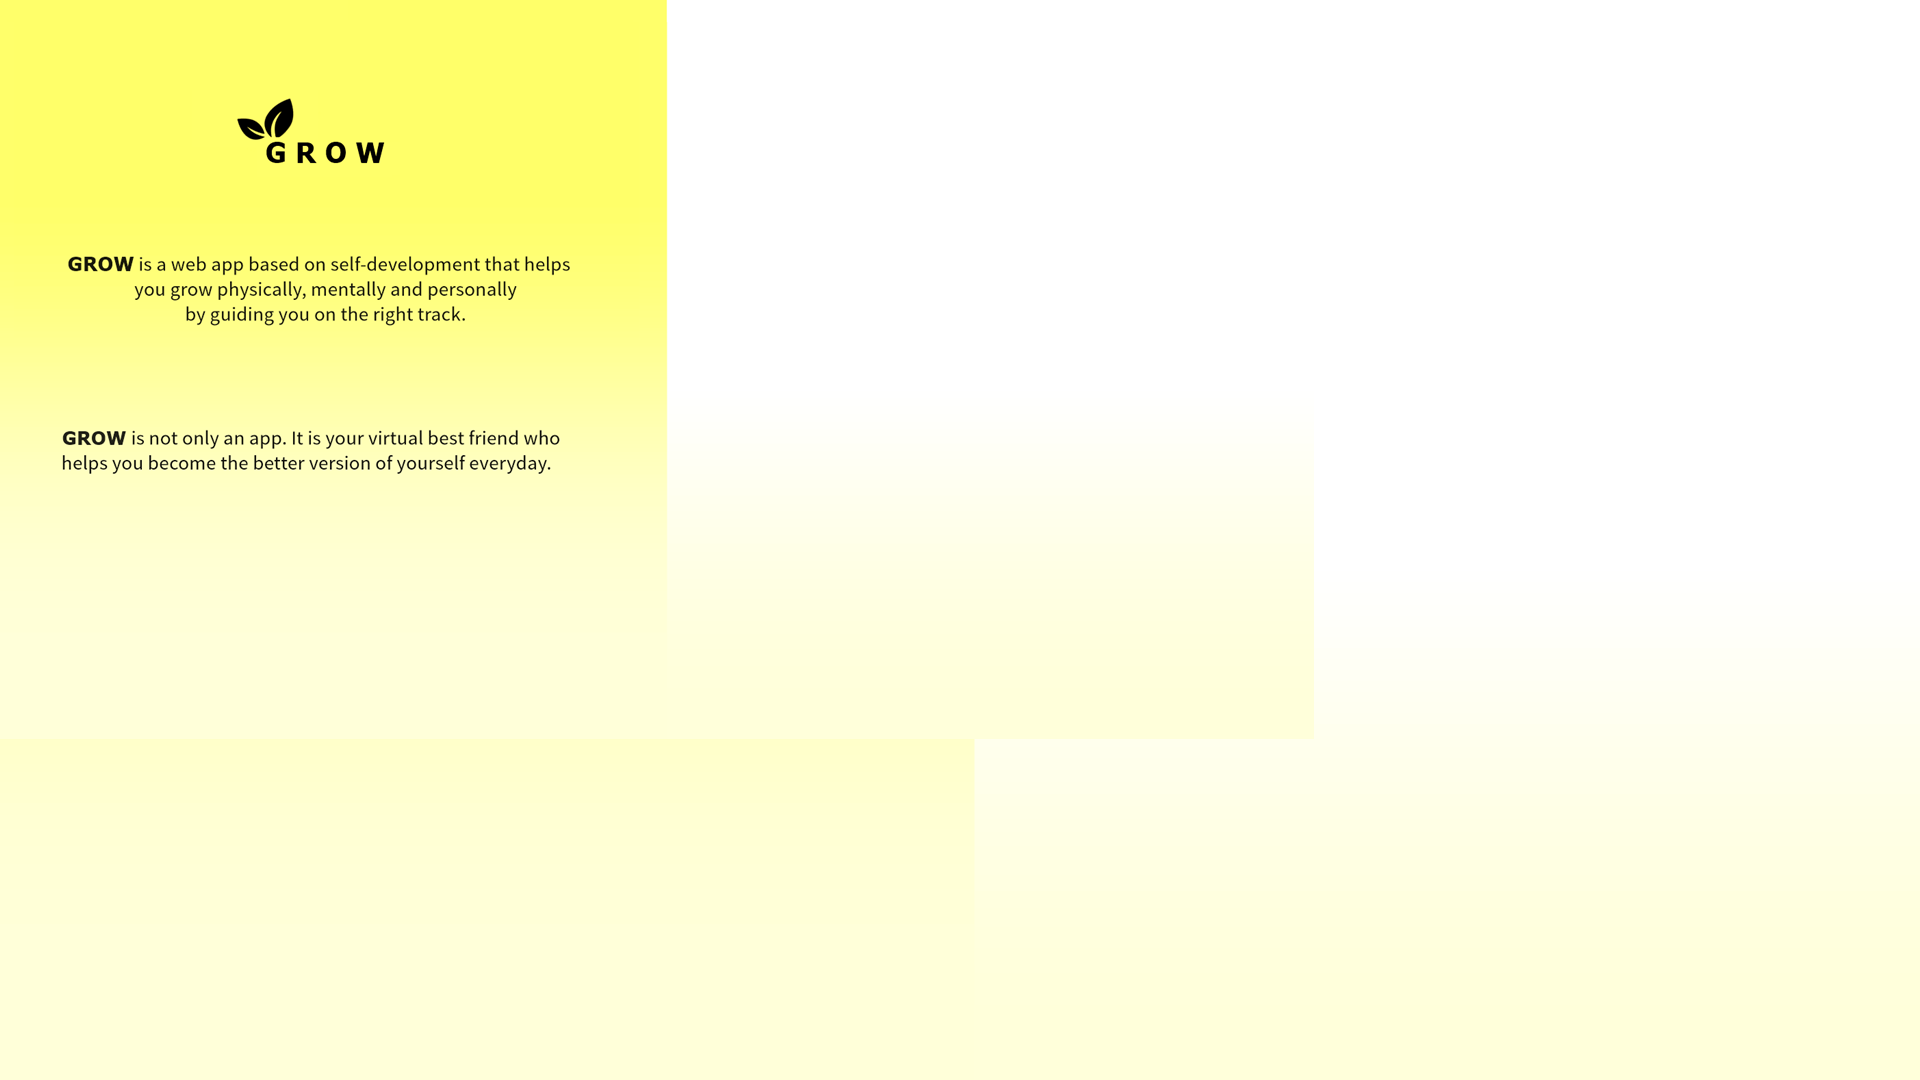 GROW
GROW is a web app based on self-development that helps
you grow physically, mentally and personally
by guiding you on the right track.
GROW is not only an app. It is your virtual best friend who
helps you become the better version of yourself everyday.